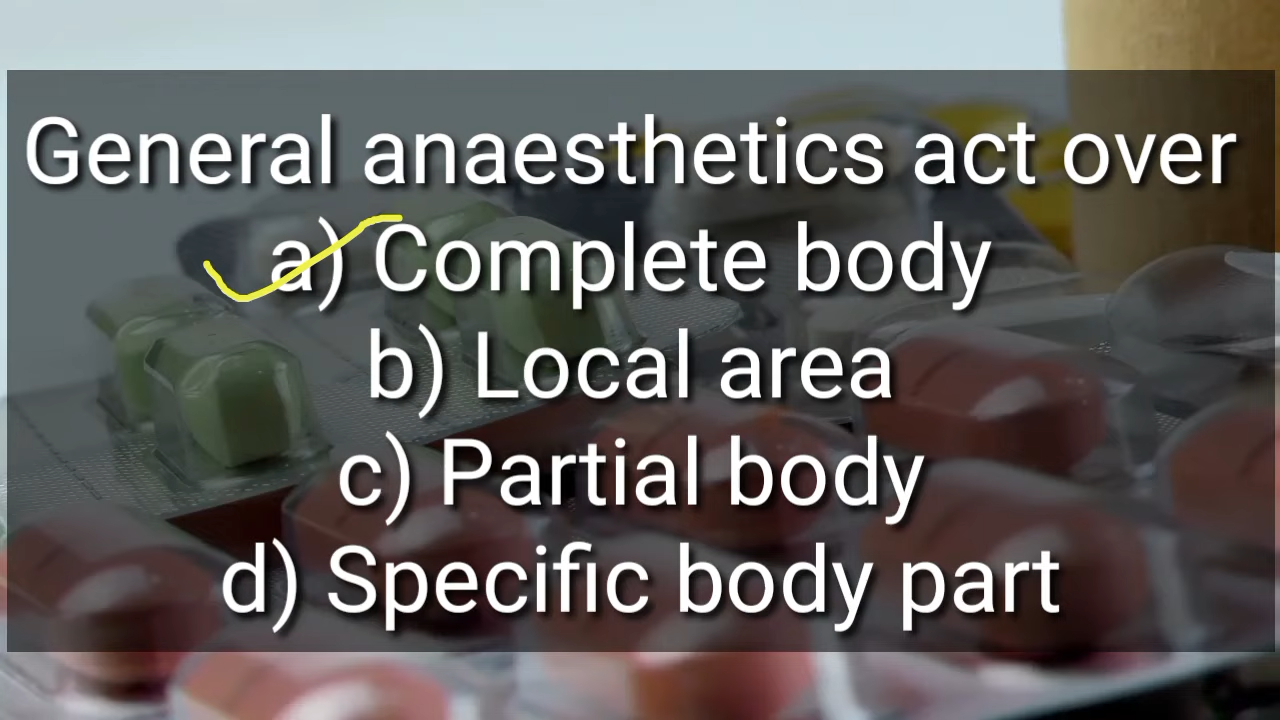 General anaesthetics act over
a) Complete body
b) Local area
c) Partial body
d) Specific body part